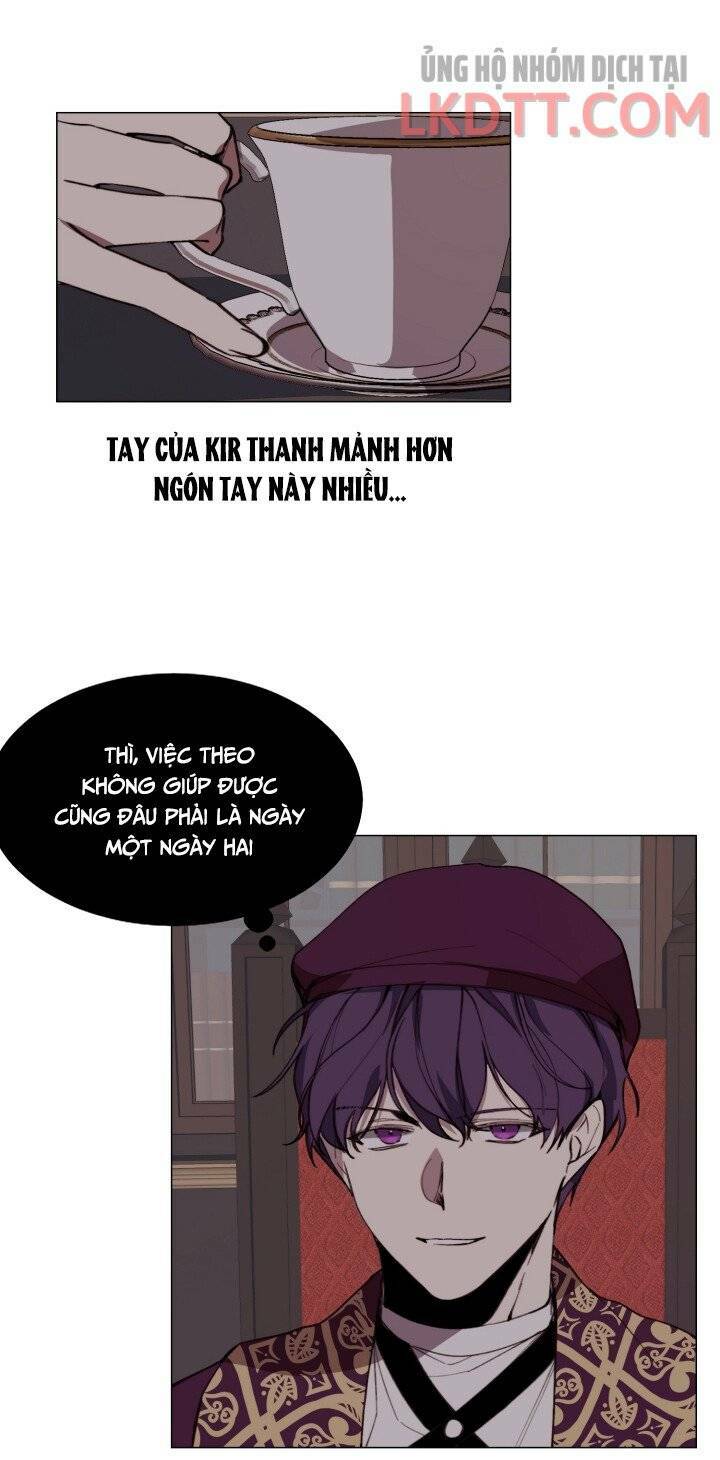 ỦNG HỘ NHÓM DỊCH TẠI
LKDTT.COM
TAY CỦA KIR THANH MẢNH HƠN
NGÓN TAY NÀY NHIỀU...
THÌ, VIỆC THEO
KHÔNG GIÚP ĐƯỢC
CŨNG ĐÂU PHẢI LÀ NGÀY
MỘT NGÀY HAI